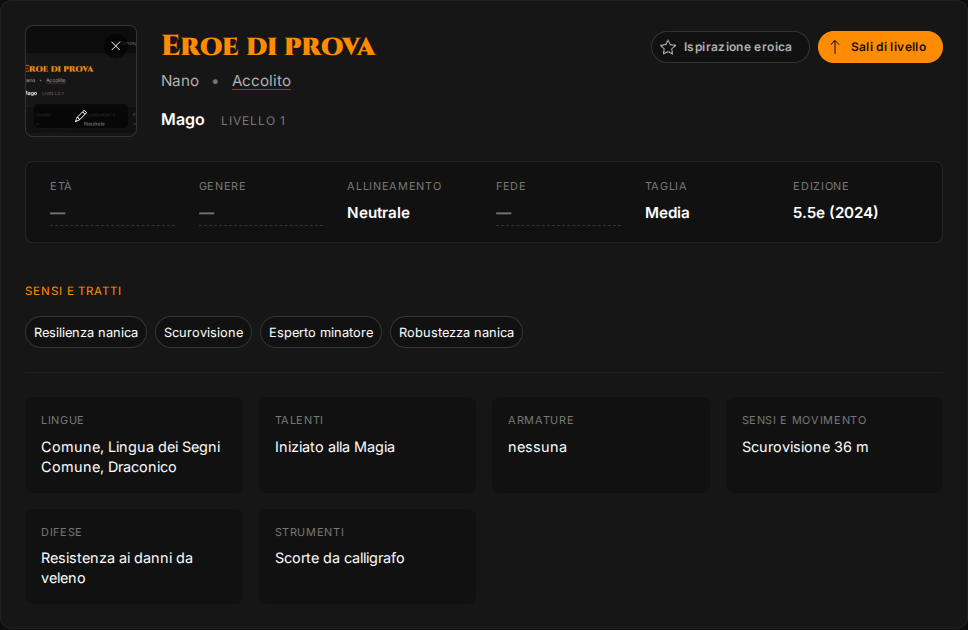 Eroe di prova
Ispirazione eroica
Sali di livello
Nano • Accolito
Mago LIVELLO 1
ETÀ
—
GENERE
—
ALLINEAMENTO
Neutrale
FEDE
—
TAGLIA
Media
EDIZIONE
5.5e (2024)
SENSI E TRATTI
Resilienza nanica
Scurovisione
Esperto minatore
Robustezza nanica
LINGUE
Comune, Lingua dei Segni
Comune, Draconico
TALENTI
Iniziato alla Magia
ARMATURE
nessuna
SENSI E MOVIMENTO
Scurovisione 36 m
DIFESE
Resistenza ai danni da
veleno
STRUMENTI
Scorte da calligrafo